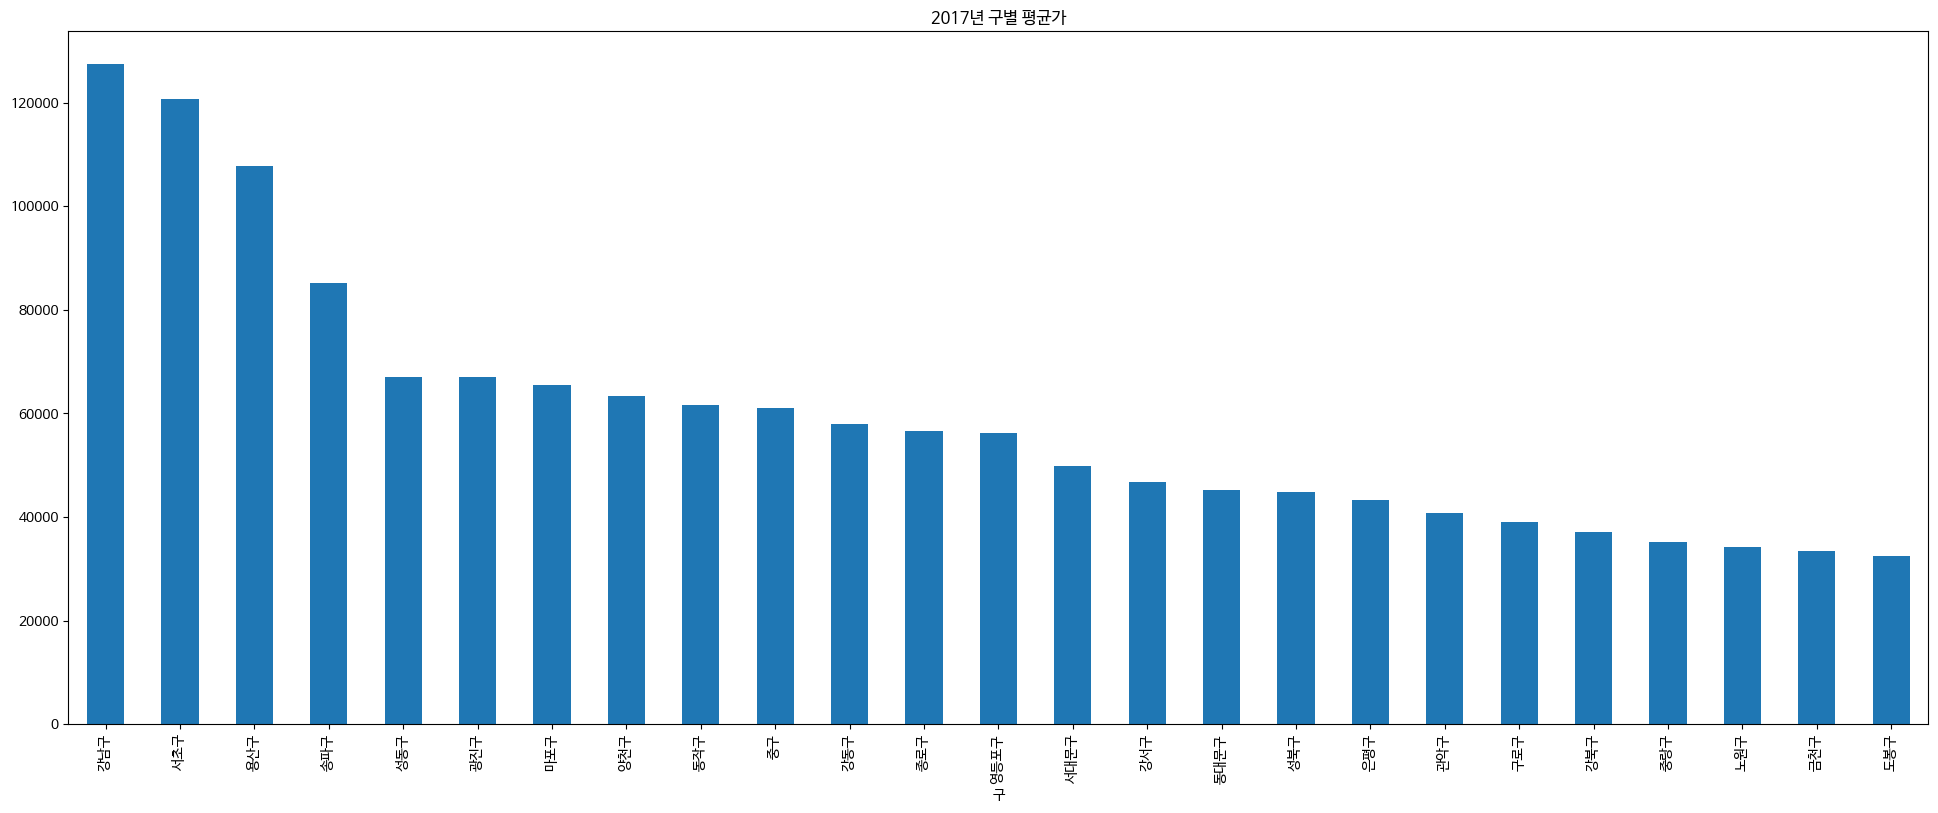 2017년 구별 평균가
120000
100000
80000
60000
40000
20000
0
강남구
서초구
용산구
송파구
성동구
광진구
마포구
양천구
동작구
중구
강동구
종로구
영등포구
서대문구
강서구
동대문구
성북구
은평구
관악구
구로구
강북구
중랑구
노원구
금천구
도봉구
구